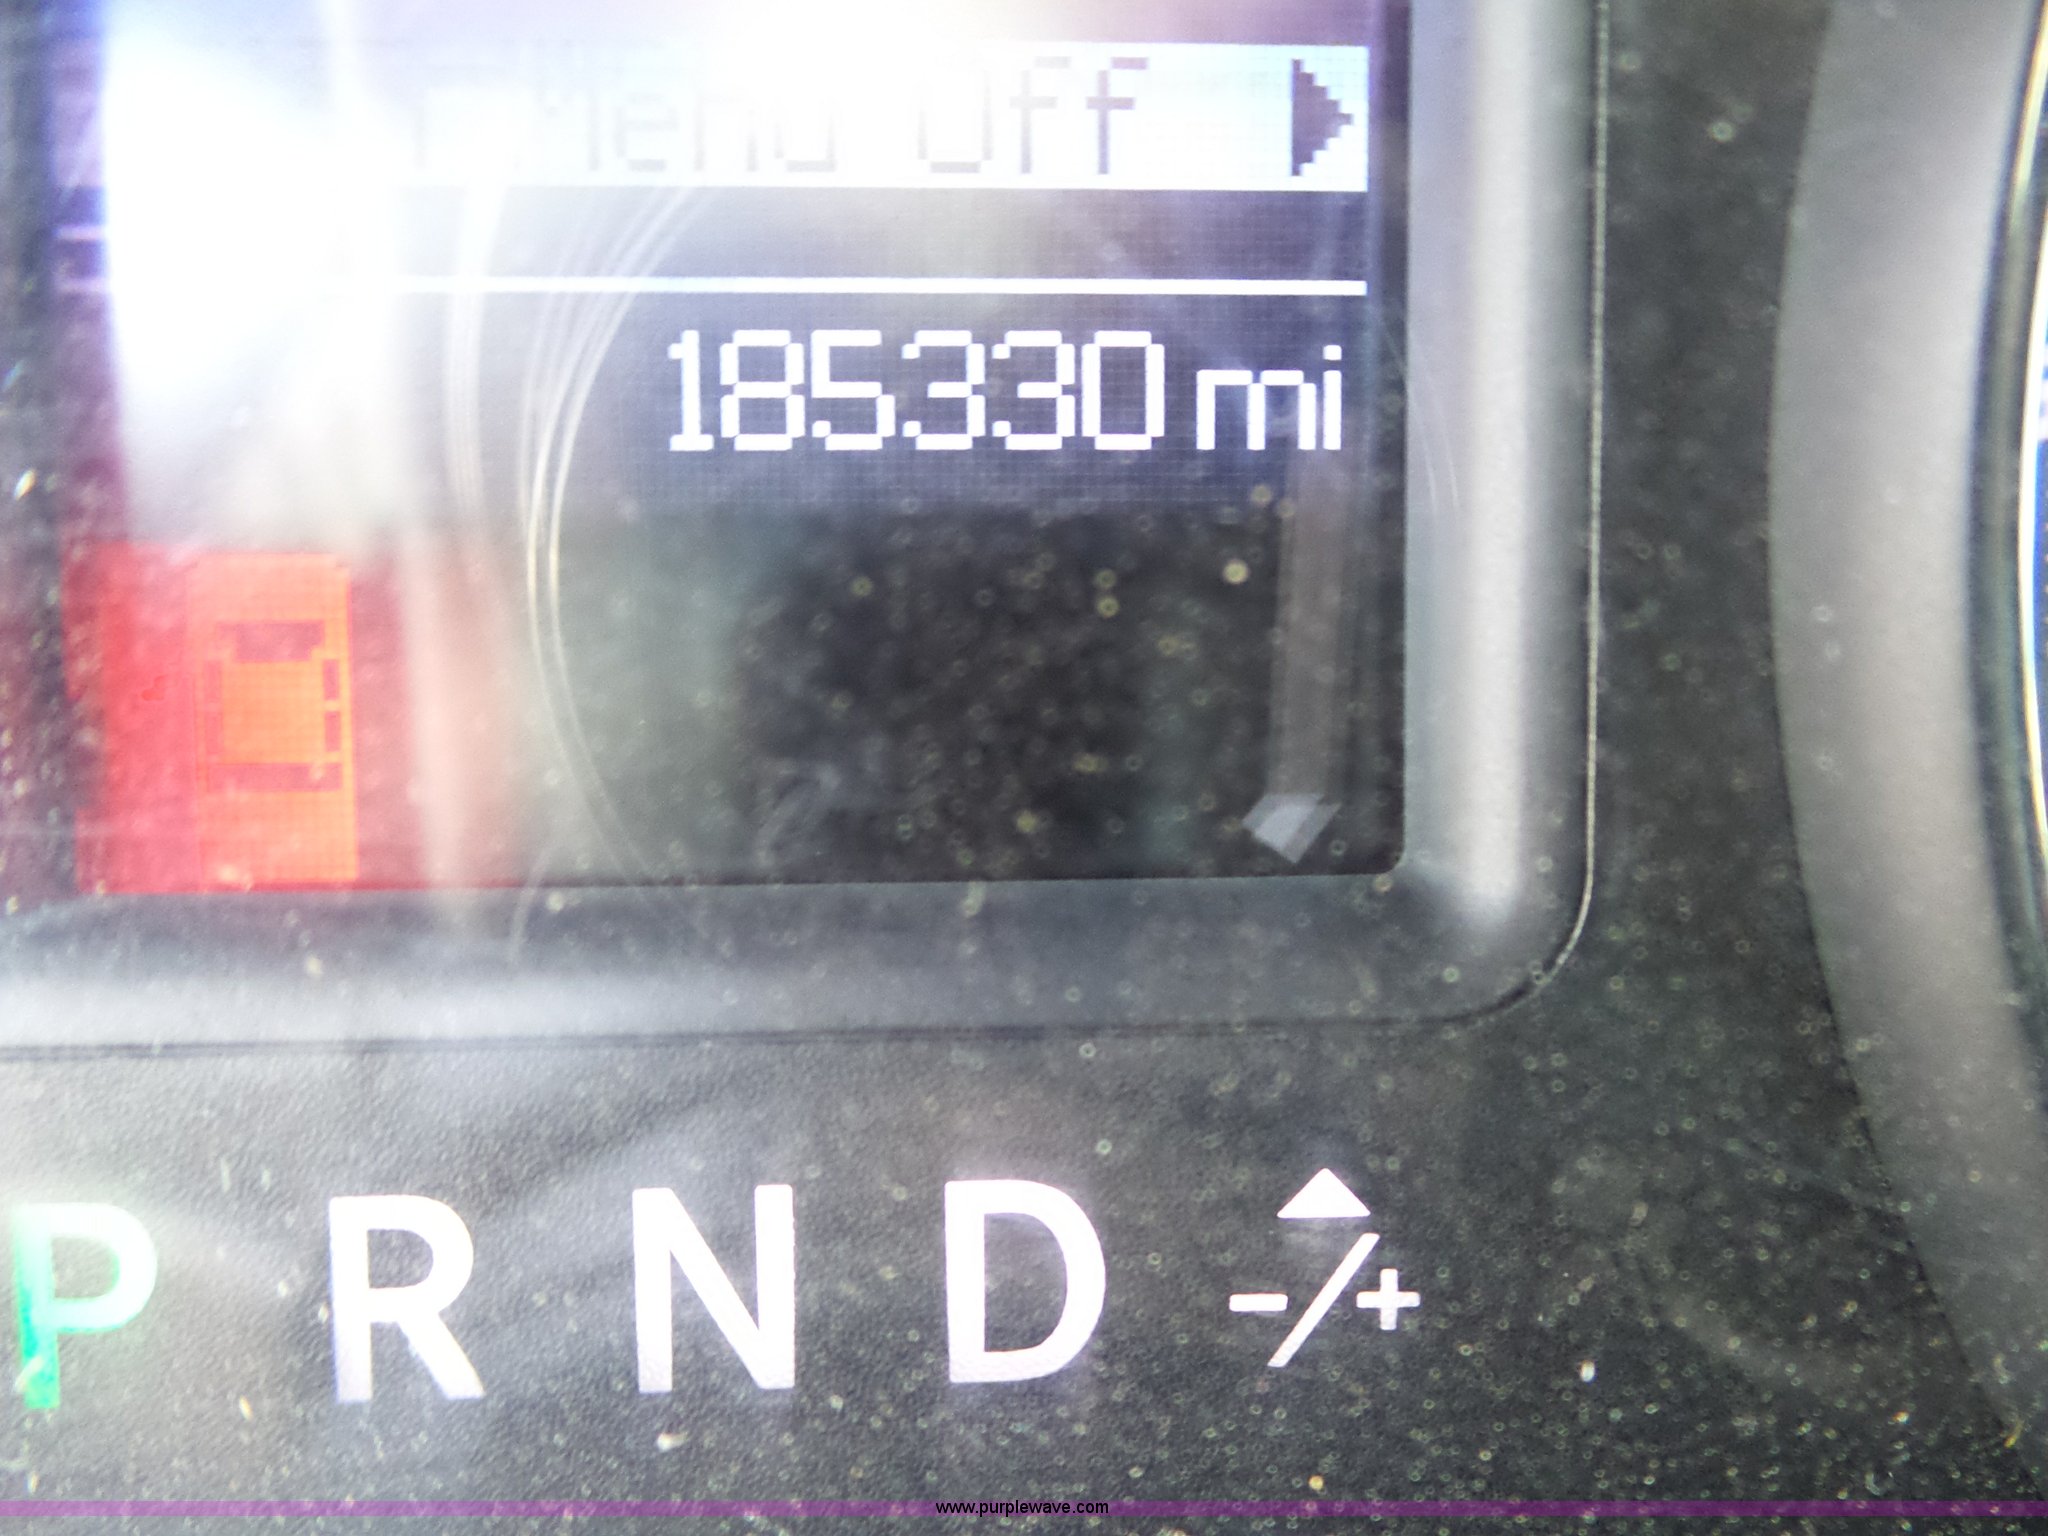 Menu Off
185330 mi
P R N D -/+
www.purplewave.com